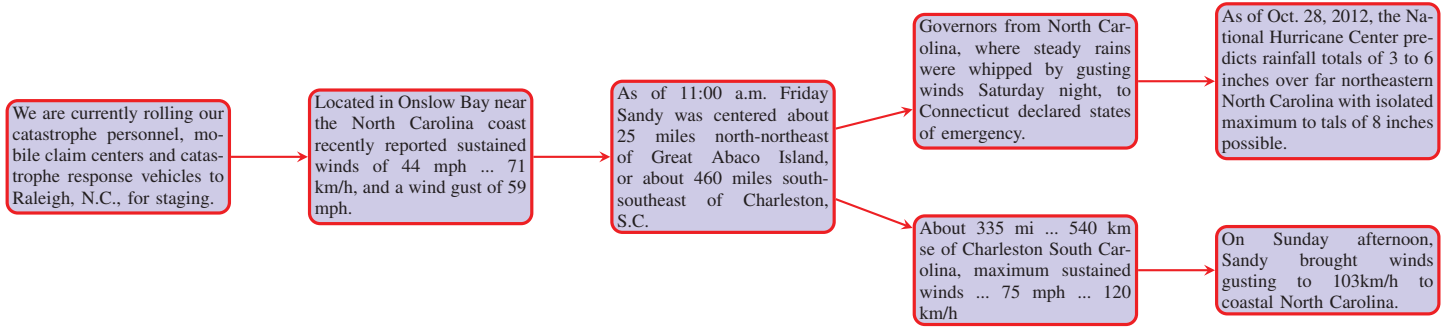 We are currently rolling our
catastrophe personnel, mo-
bile claim centers and catas-
trophe response vehicles to
Raleigh, N.C., for staging.
Located in Onslow Bay near
the North Carolina coast
recently reported sustained
winds of 44 mph ... 71
km/h, and a wind gust of 59
mph.
As of 11:00 a.m. Friday
Sandy was centered about
25 miles north-northeast
of Great Abaco Island,
or about 460 miles south-
southeast of Charleston,
S.C.
Governors from North Car-
olina, where steady rains
were whipped by gusting
winds Saturday night, to
Connecticut declared states
of emergency.
As of Oct. 28, 2012, the Na-
tional Hurricane Center pre-
dicts rainfall totals of 3 to 6
inches over far northeastern
North Carolina with isolated
maximum to tals of 8 inches
possible.
About 335 mi ... 540 km
se of Charleston South Car-
olina, maximum sustained
winds ... 75 mph ... 120
km/h
On Sunday afternoon,
Sandy brought winds
gusting to 103km/h to
coastal North Carolina.